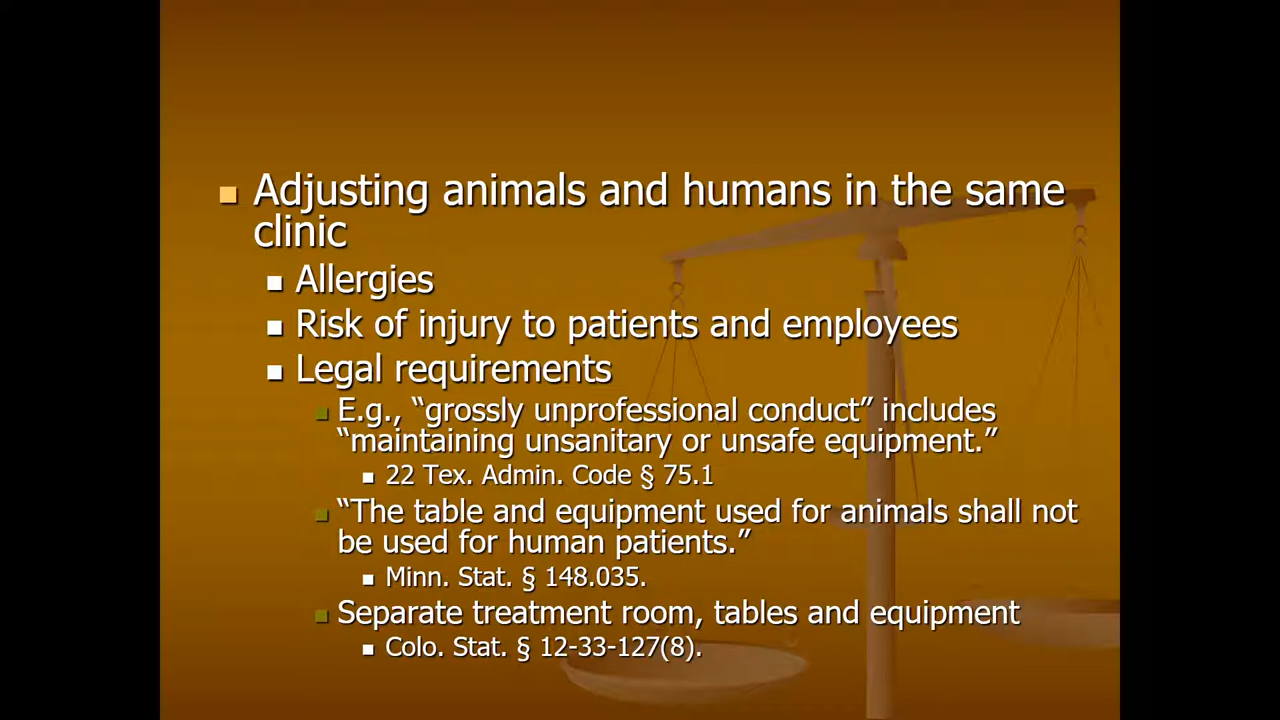 Adjusting animals and humans in the same
clinic
Allergies
Risk of injury to patients and employees
Legal requirements
E.g., “grossly unprofessional conduct” includes
“maintaining unsanitary or unsafe equipment.”
22 Tex. Admin. Code § 75.1
“The table and equipment used for animals shall not
be used for human patients.”
Minn. Stat. § 148.035.
Separate treatment room, tables and equipment
Colo. Stat. § 12-33-127(8).